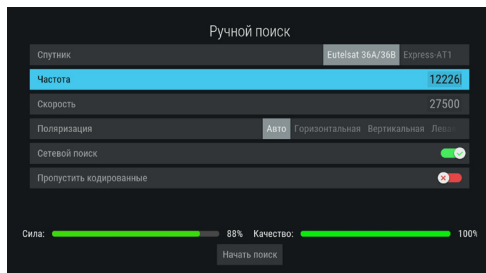 Ручной поиск
Спутник Eutelsat 36A/36B Express-AT1
Частота 12226
Скорость 27500
Поляризация Авто Горизонтальная Вертикальная Лева
Сетевой поиск
Пропустить кодированные
Сила: 88% Качество: 100%
Начать поиск